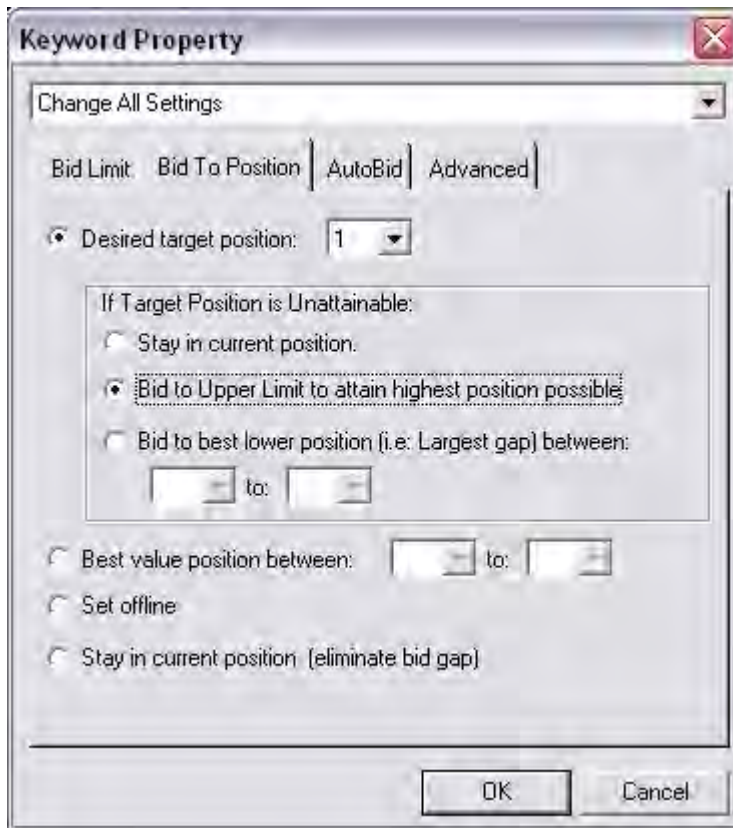 Keyword Property
Change All Settings
Bid Limit Bid To Position AutoBid Advanced
Desired target position: 1
If Target Position is Unattainable:
Stay in current position.
Bid to Upper Limit to attain highest position possible
Bid to best lower position (i.e: Largest gap) between:
to:
Best value position between: to:
Set offline
Stay in current position (eliminate bid gap)
OK Cancel